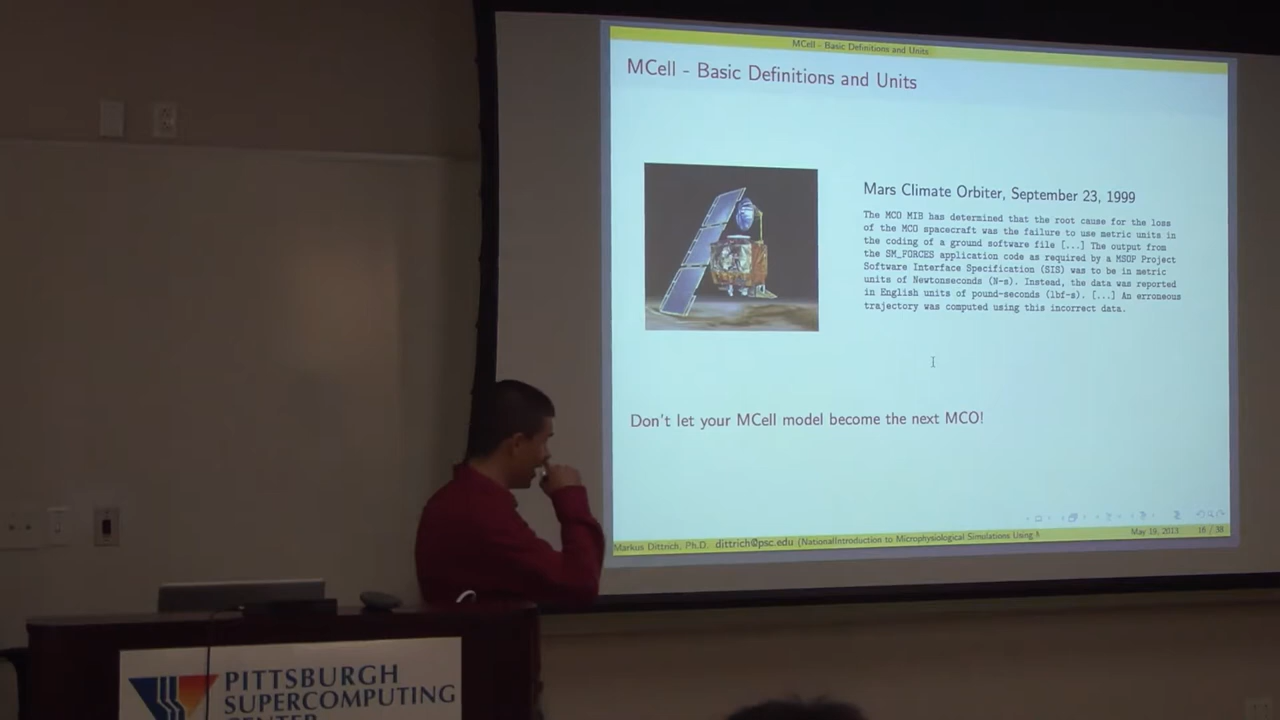 MCell - Basic Definitions and Units
MCell - Basic Definitions and Units
Mars Climate Orbiter, September 23, 1999
The MCO MIB has determined that the root cause for the loss
of the MCO spacecraft was the failure to use metric units in
the coding of a ground software file [...] The output from
the SM_FORCES application code as required by a MSOP Project
Software Interface Specification (SIS) was to be in metric
units of Newtonseconds (N-s). Instead, the data was reported
in English units of pound-seconds (lbf-s). [...] An erroneous
trajectory was computed using this incorrect data.
Don't let your MCell model become the next MCO!
Markus Dittrich, Ph.D. dittrich@psc.edu (NationalIntroduction to Microphysiological Simulations Using M
May 19, 2013
16 / 38
PITTSBURGH
SUPERCOMPUTING
CENTER